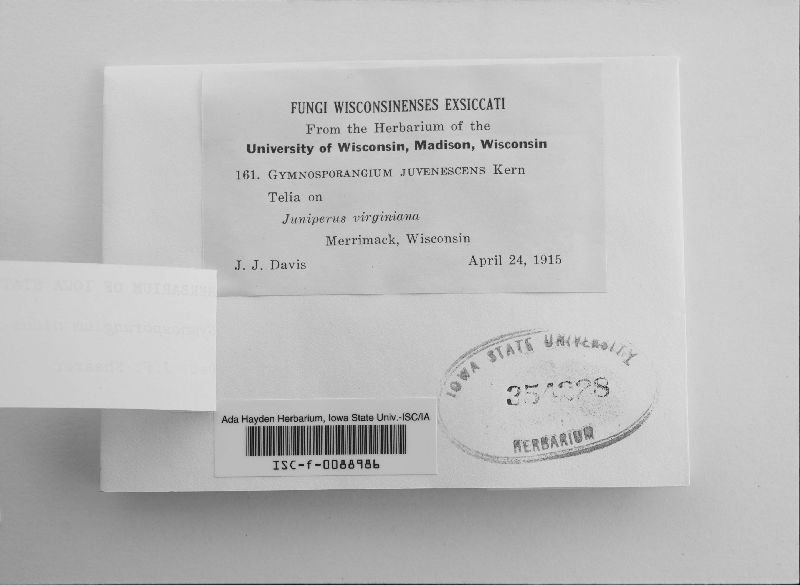 FUNGI WISCONSINENSES EXSICCATI
From the Herbarium of the
University of Wisconsin, Madison, Wisconsin
161. GYMNOSPORANGIUM JUVENESCENS Kern
Telia on
Juniperus virginiana
Merrimack, Wisconsin
J. J. Davis April 24, 1915
IOWA STATE UNIVERSITY
HERBARIUM
Ada Hayden Herbarium, Iowa State Univ.-ISC/IA
ISC-f-0088986